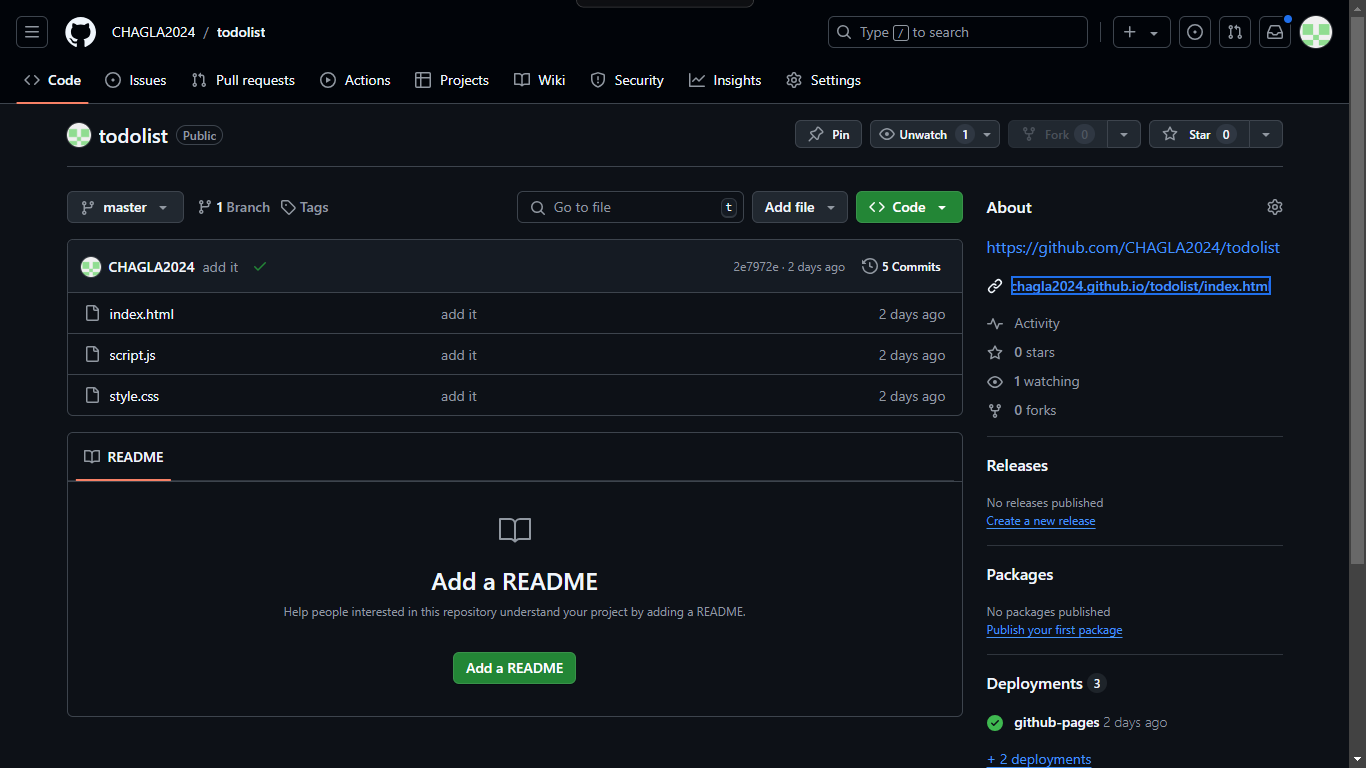 CHAGLA2024 / todolist
Type / to search
Code Issues Pull requests Actions Projects Wiki Security Insights Settings
todolist Public
Pin Unwatch 1 Fork 0 Star 0
master 1 Branch Tags
Go to file t
Add file Code
CHAGLA2024 add it
2e7972e · 2 days ago 5 Commits
index.html add it 2 days ago
script.js add it 2 days ago
style.css add it 2 days ago
README
Add a README
Help people interested in this repository understand your project by adding a README.
Add a README
About
https://github.com/CHAGLA2024/todolist
chagla2024.github.io/todolist/index.html
Activity
0 stars
1 watching
0 forks
Releases
No releases published
Create a new release
Packages
No packages published
Publish your first package
Deployments 3
github-pages 2 days ago
+ 2 deployments